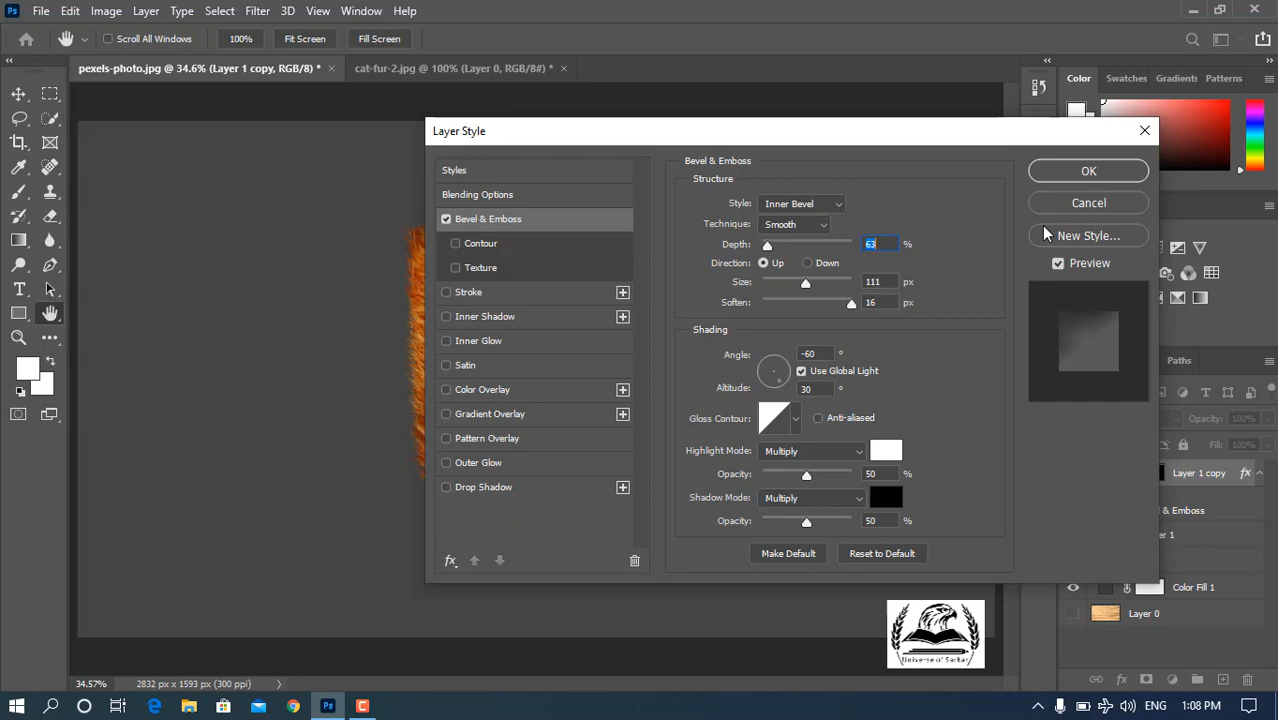 Ps File Edit Image Layer Type Select Filter 3D View Window Help
Scroll All Windows 100% Fit Screen Fill Screen
pexels-photo.jpg @ 34.6% (Layer 1 copy, RGB/8) * × cat-fur-2.jpg @ 100% (Layer 0, RGB/8#) * ×
Color Swatches Gradients Patterns
Layer Style
Styles
Blending Options
Bevel & Emboss
Contour
Texture
Stroke
Inner Shadow
Inner Glow
Satin
Color Overlay
Gradient Overlay
Pattern Overlay
Outer Glow
Drop Shadow
fx
Bevel & Emboss
Structure
Style: Inner Bevel
Technique: Smooth
Depth: 63 %
Direction: Up Down
Size: 111 px
Soften: 16 px
Shading
Angle: -60 °
Use Global Light
Altitude: 30 °
Gloss Contour: Anti-aliased
Highlight Mode: Multiply
Opacity: 50 %
Shadow Mode: Multiply
Opacity: 50 %
Make Default Reset to Default
OK
Cancel
New Style...
Preview
Paths
Opacity: 100%
Fill: 100%
Layer 1 copy fx
& Emboss
Color Fill 1
Layer 0
fx
Universe of Sarkar
34.57% 2832 px x 1593 px (300 ppi)
Ps ENG 1:08 PM